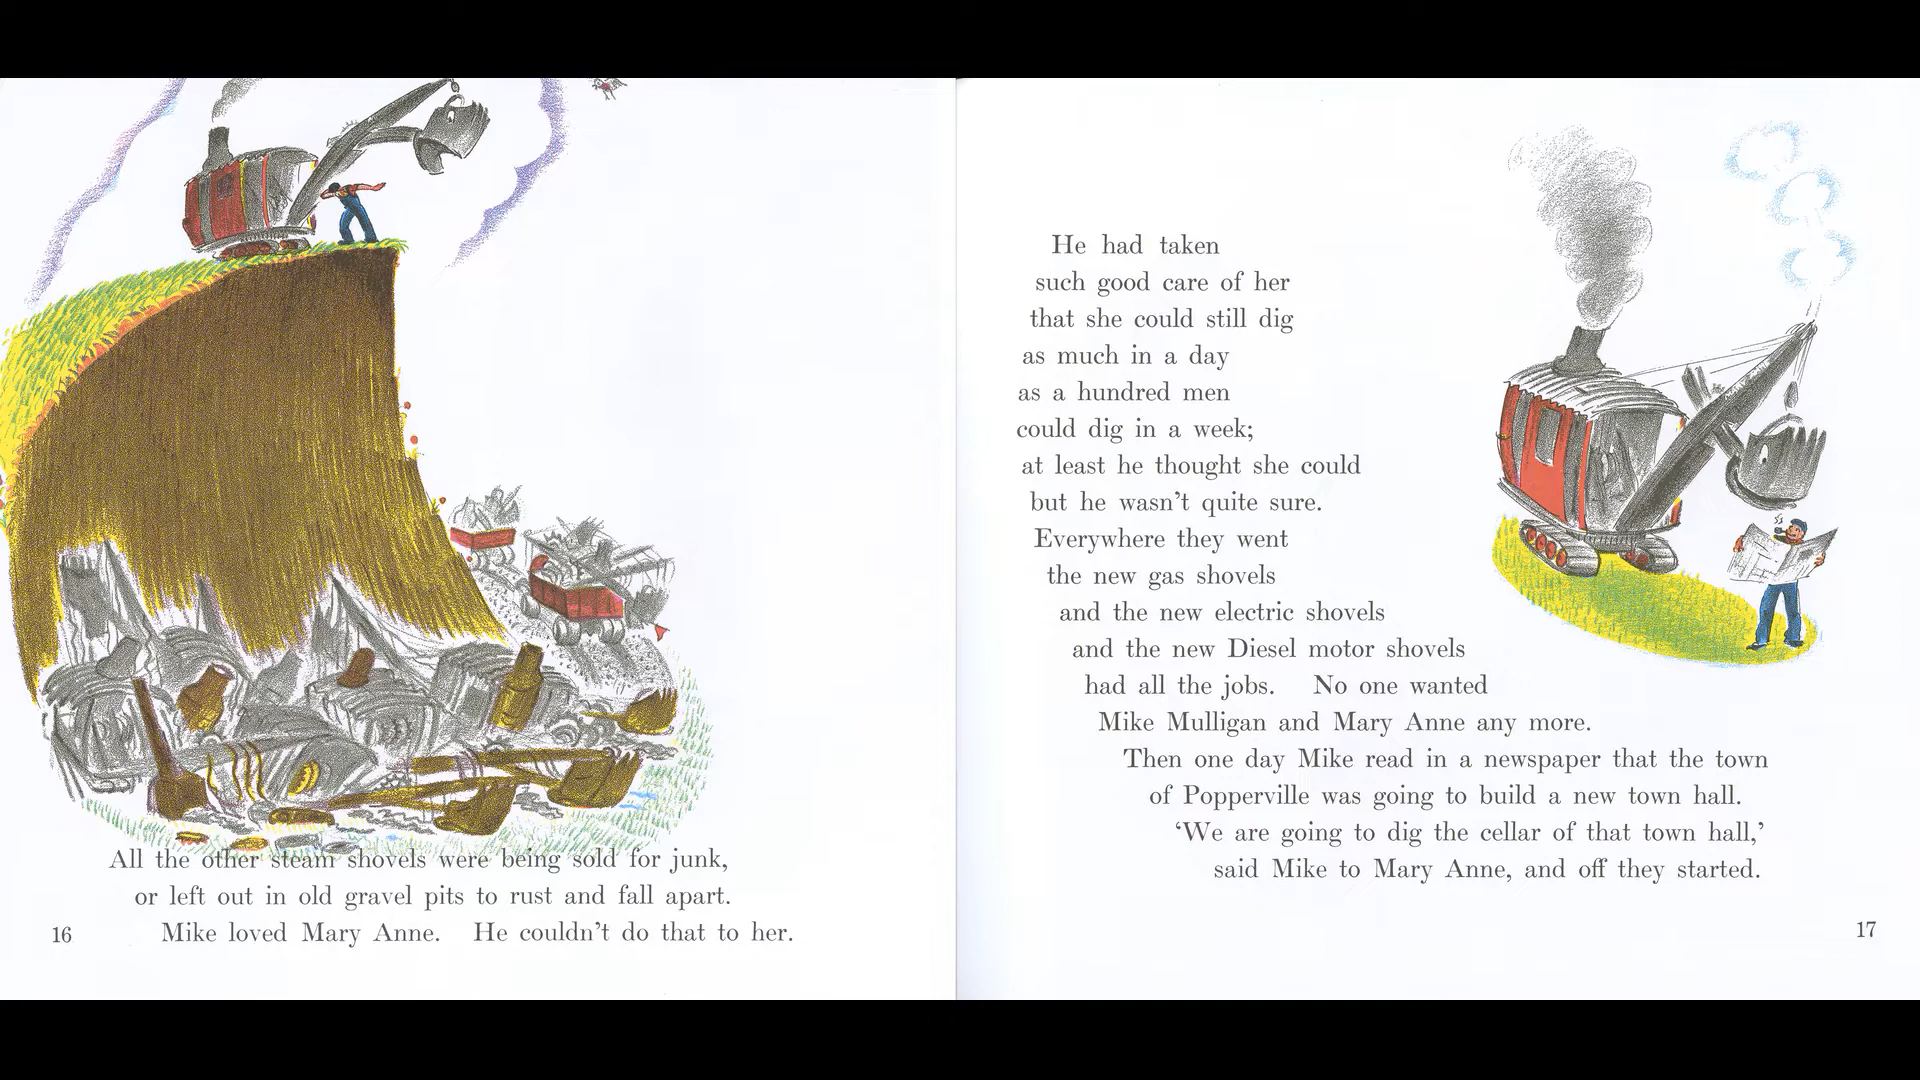 All the other steam shovels were being sold for junk,
or left out in old gravel pits to rust and fall apart.
Mike loved Mary Anne. He couldn't do that to her.
16
He had taken
such good care of her
that she could still dig
as much in a day
as a hundred men
could dig in a week;
at least he thought she could
but he wasn't quite sure.
Everywhere they went
the new gas shovels
and the new electric shovels
and the new Diesel motor shovels
had all the jobs. No one wanted
Mike Mulligan and Mary Anne any more.
Then one day Mike read in a newspaper that the town
of Popperville was going to build a new town hall.
‘We are going to dig the cellar of that town hall,’
said Mike to Mary Anne, and off they started.
17